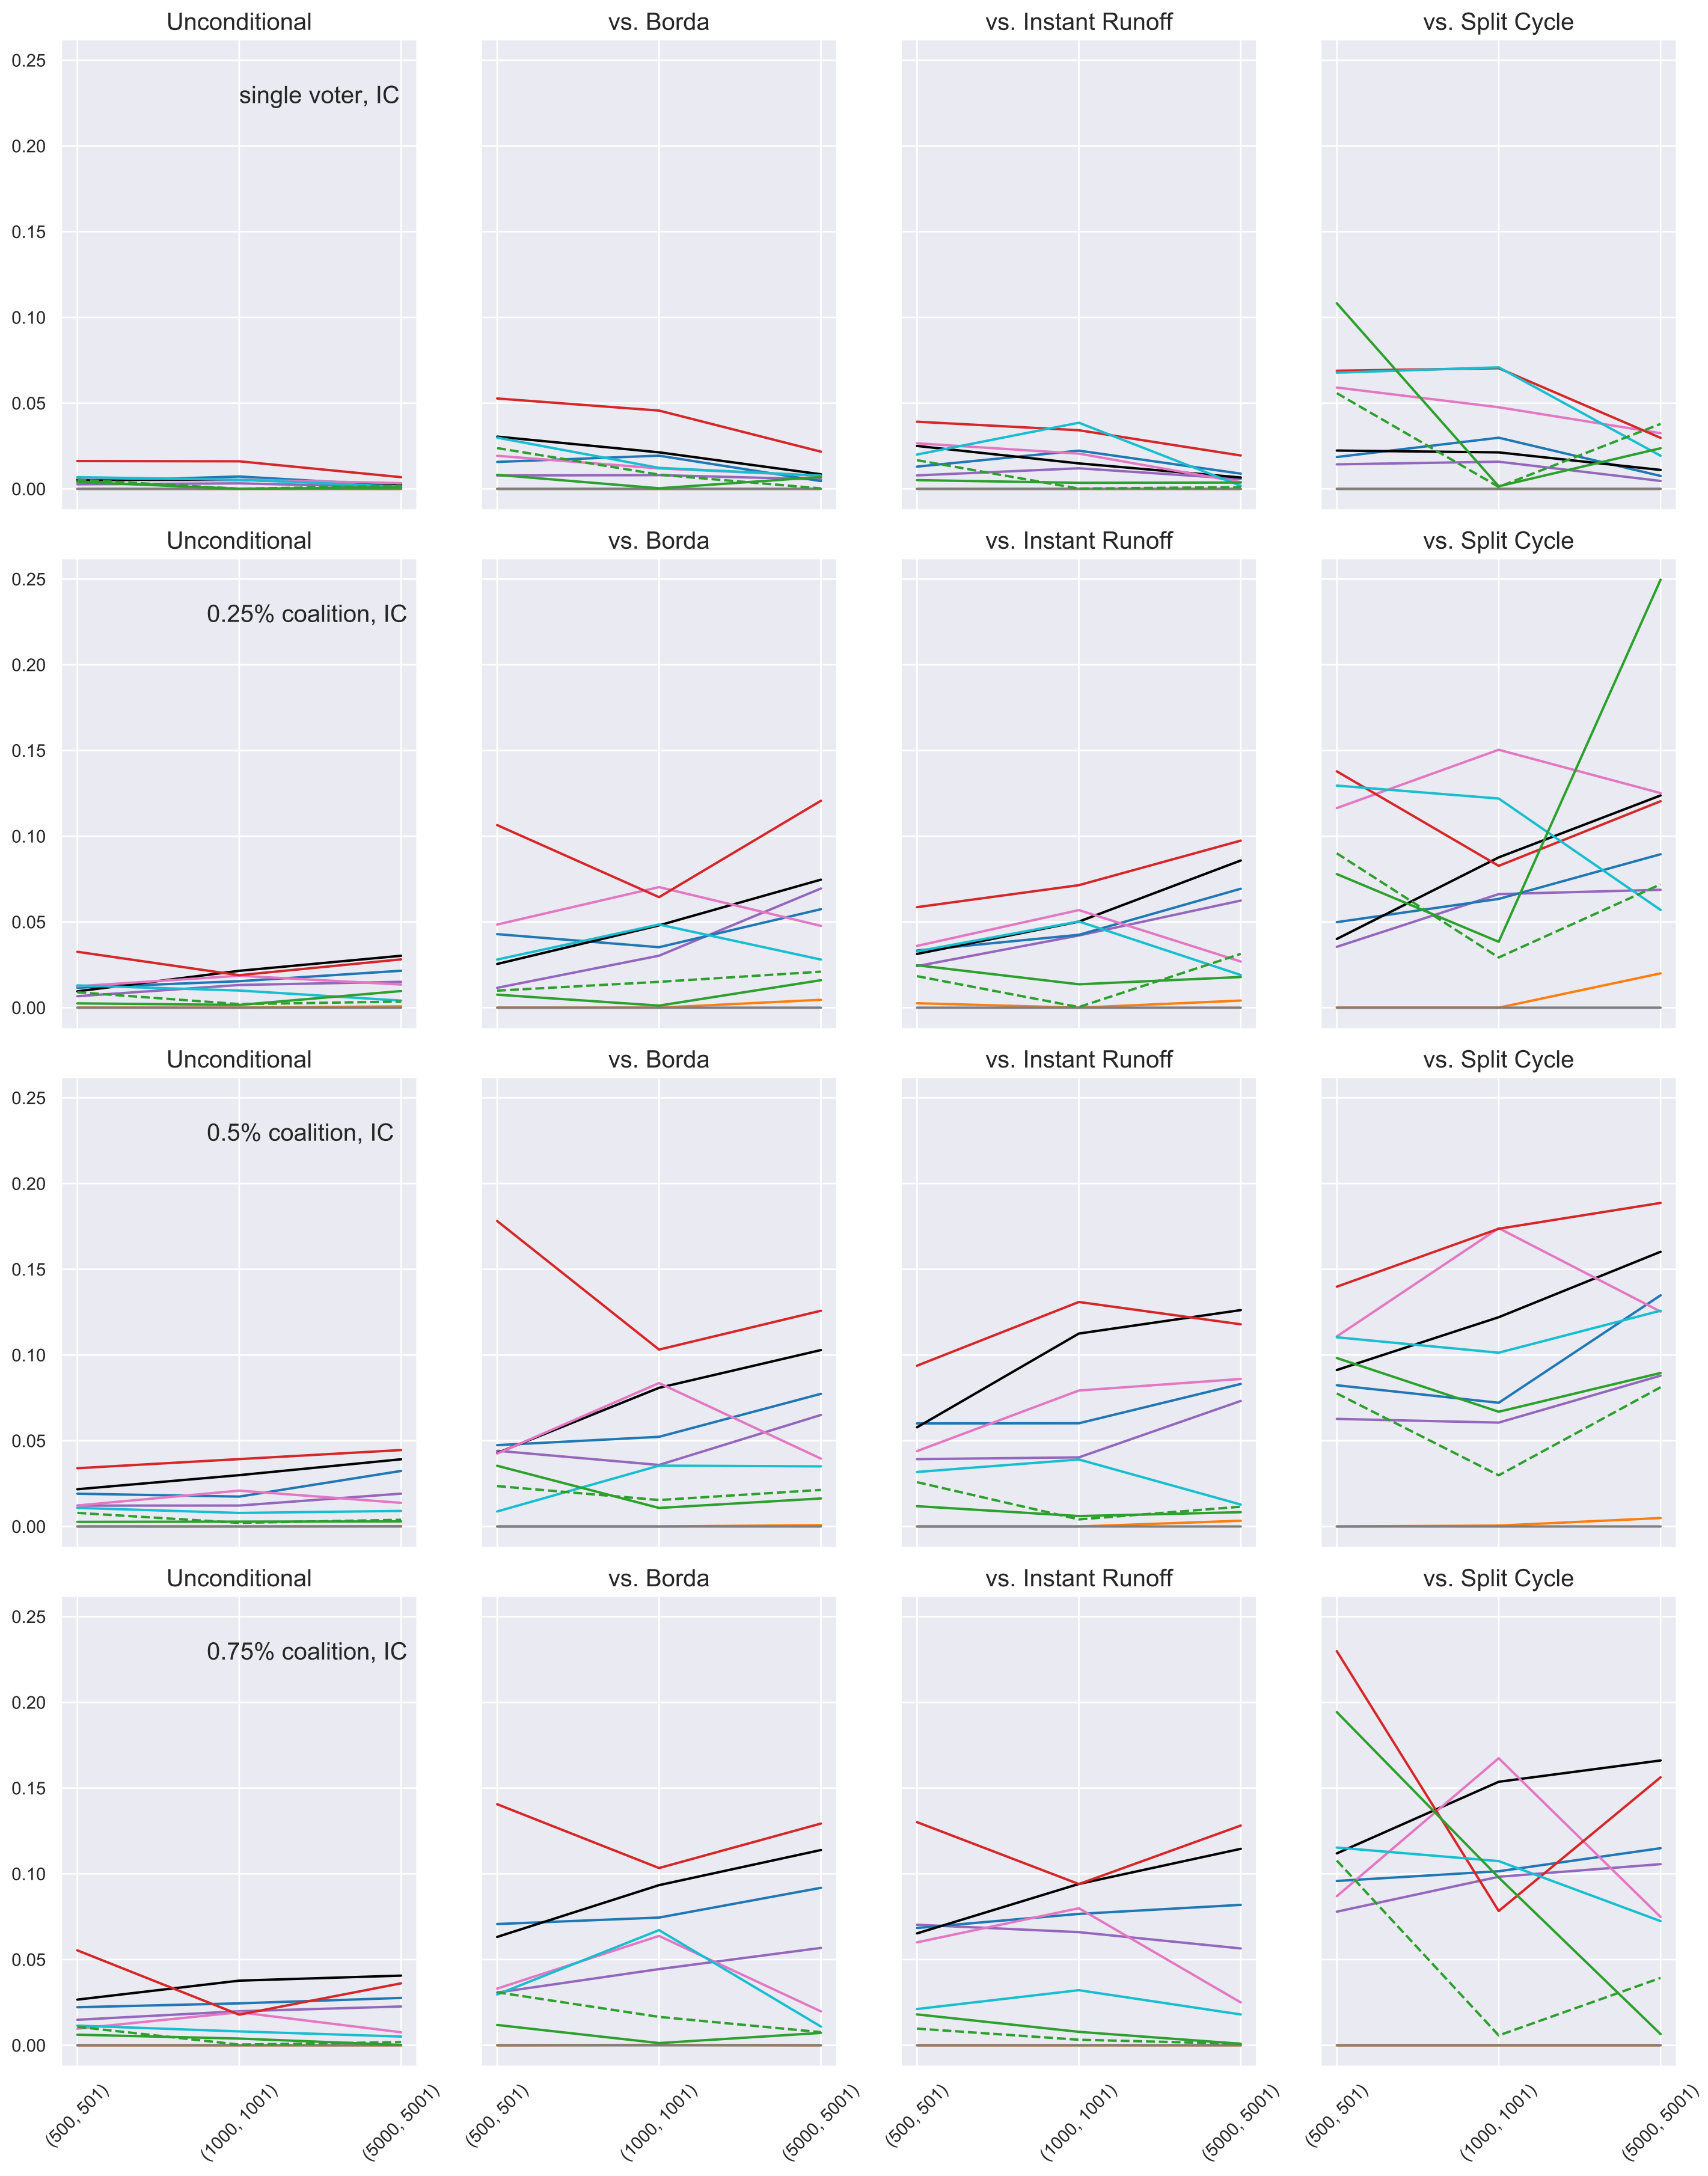 Unconditional vs. Borda vs. Instant Runoff vs. Split Cycle
0.25
single voter, IC
0.20
0.15
0.10
0.05
0.00
Unconditional vs. Borda vs. Instant Runoff vs. Split Cycle
0.25
0.25% coalition, IC
0.20
0.15
0.10
0.05
0.00
Unconditional vs. Borda vs. Instant Runoff vs. Split Cycle
0.25
0.5% coalition, IC
0.20
0.15
0.10
0.05
0.00
Unconditional vs. Borda vs. Instant Runoff vs. Split Cycle
0.25
0.75% coalition, IC
0.20
0.15
0.10
0.05
0.00
(500, 501) (1000, 1001) (5000, 5001) (500, 501) (1000, 1001) (5000, 5001) (500, 501) (1000, 1001) (5000, 5001) (500, 501) (1000, 1001) (5000, 5001)